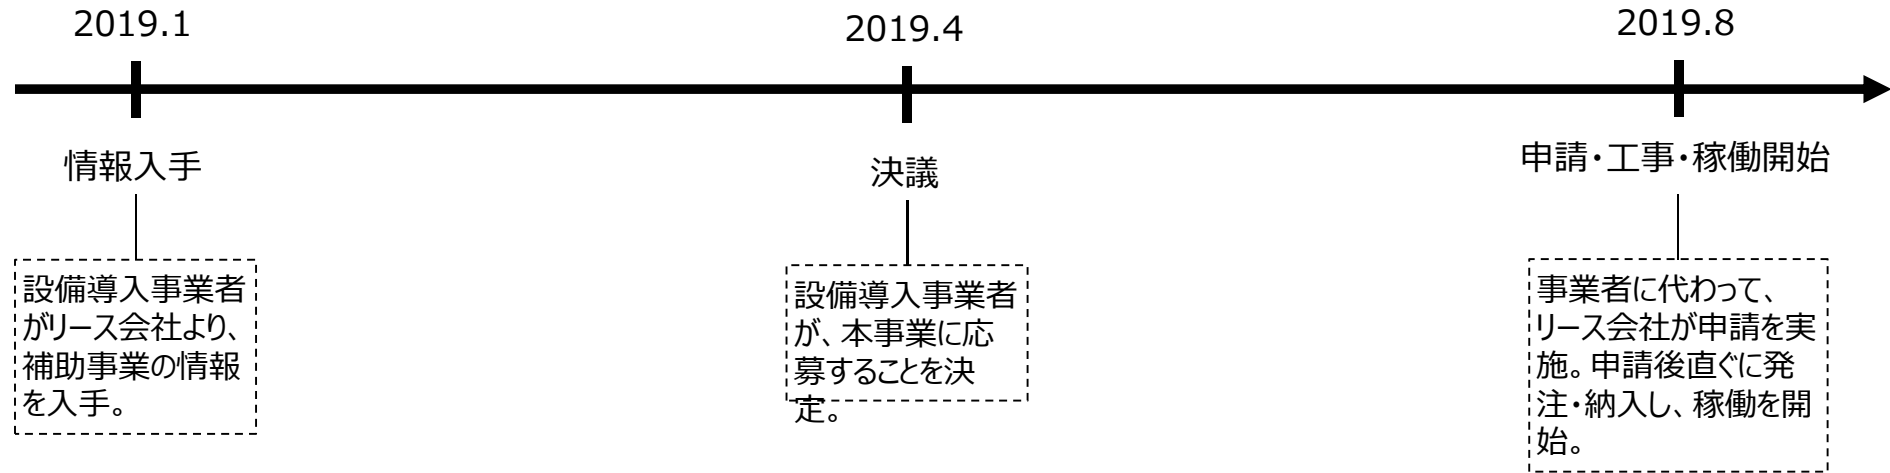 2019.1
2019.4
2019.8
情報入手
決議
申請・工事・稼働開始
設備導入事業者
がリース会社より、
補助事業の情報
を入手。
設備導入事業者
が、本事業に応
募することを決
定。
事業者に代わって、
リース会社が申請を実
施。申請後直ぐに発
注・納入し、稼働を開
始。